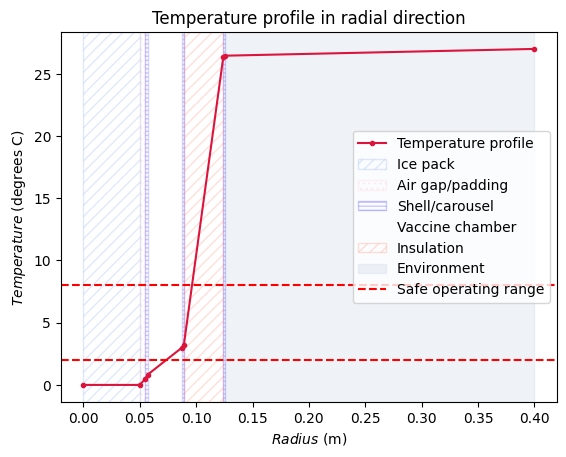 Temperature profile in radial direction
Temperature (degrees C)
25
20
15
10
5
0
Temperature profile
Ice pack
Air gap/padding
Shell/carousel
Vaccine chamber
Insulation
Environment
Safe operating range
0.00 0.05 0.10 0.15 0.20 0.25 0.30 0.35 0.40
Radius (m)